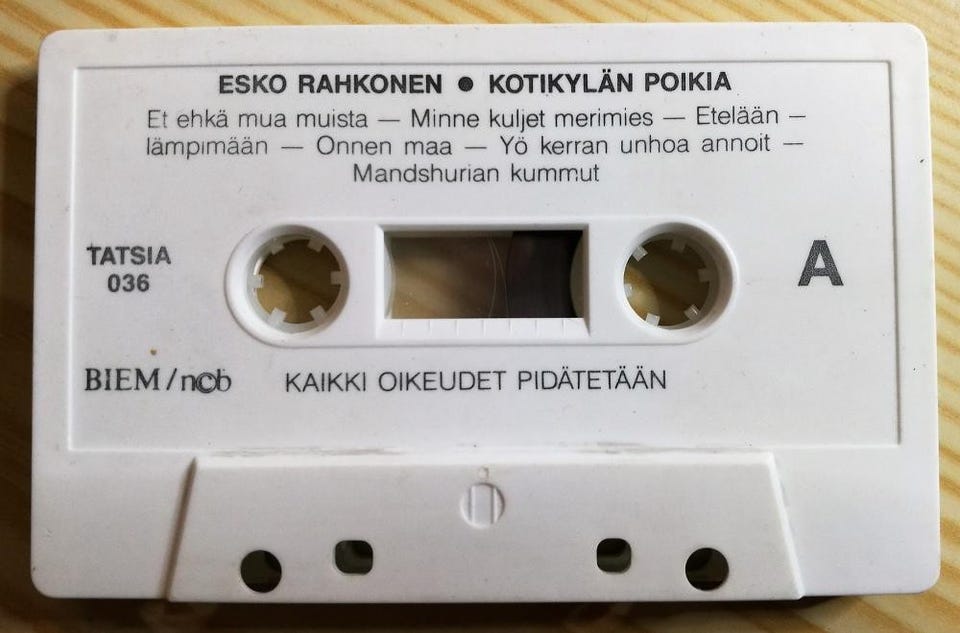 ESKO RAHKONEN ● KOTIKYLÄN POIKIA
Et ehkä mua muista — Minne kuljet merimies — Etelään —
lämpimään — Onnen maa — Yö kerran unhoa annoit —
Mandshurian kummut
TATSIA
036
A
BIEM/ncb
KAIKKI OIKEUDET PIDÄTETÄÄN